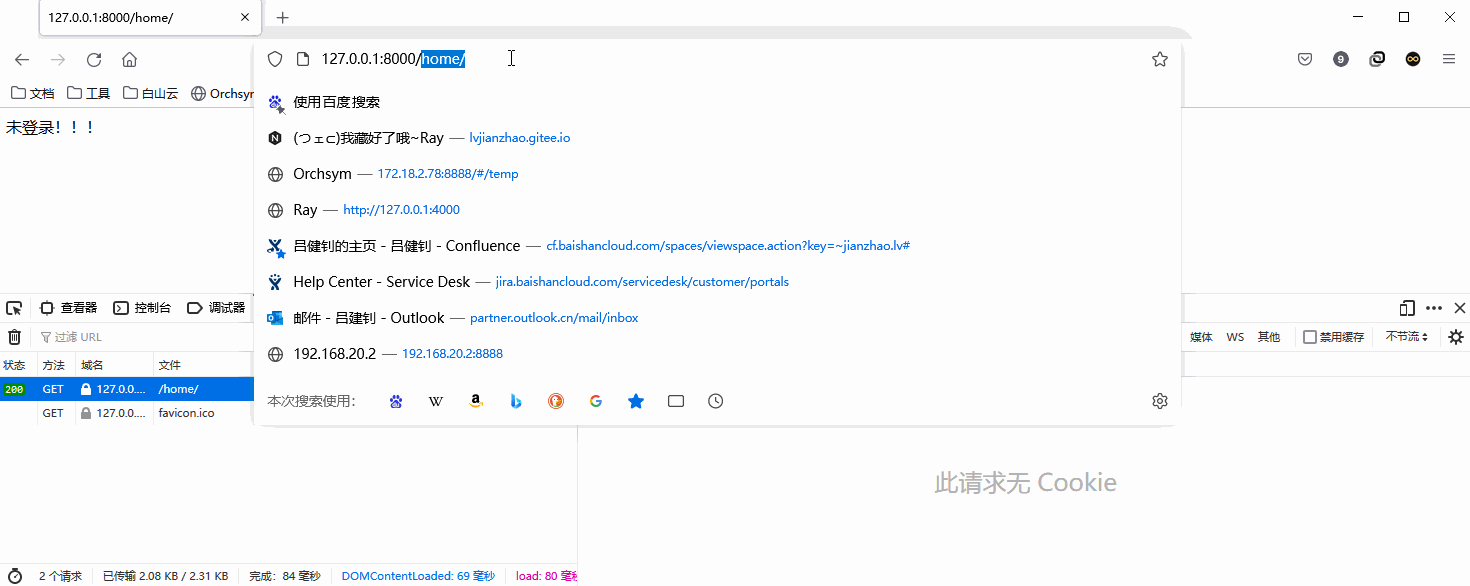 127.0.0.1:8000/home/
127.0.0.1:8000/home/
9
文档 工具 白山云 Orchsyr
未登录！！！
使用百度搜索
(つェ⊂)我藏好了哦~Ray — lvjianzhao.gitee.io
Orchsym — 172.18.2.78:8888/#/temp
Ray — http://127.0.0.1:4000
吕健钊的主页 - 吕健钊 - Confluence — cf.baishancloud.com/spaces/viewspace.action?key=~jianzhao.lv#
Help Center - Service Desk — jira.baishancloud.com/servicedesk/customer/portals
邮件 - 吕建钊 - Outlook — partner.outlook.cn/mail/inbox
192.168.20.2 — 192.168.20.2:8888
本次搜索使用：
查看器 控制台 调试器
过滤 URL
媒体 WS 其他 禁用缓存 不节流
状态 方法 域名 文件
200 GET 127.0.0.... /home/
GET 127.0.0.... favicon.ico
此请求无 Cookie
2 个请求 已传输 2.08 KB / 2.31 KB 完成：84 毫秒 DOMContentLoaded: 69 毫秒 load: 80 毫秒